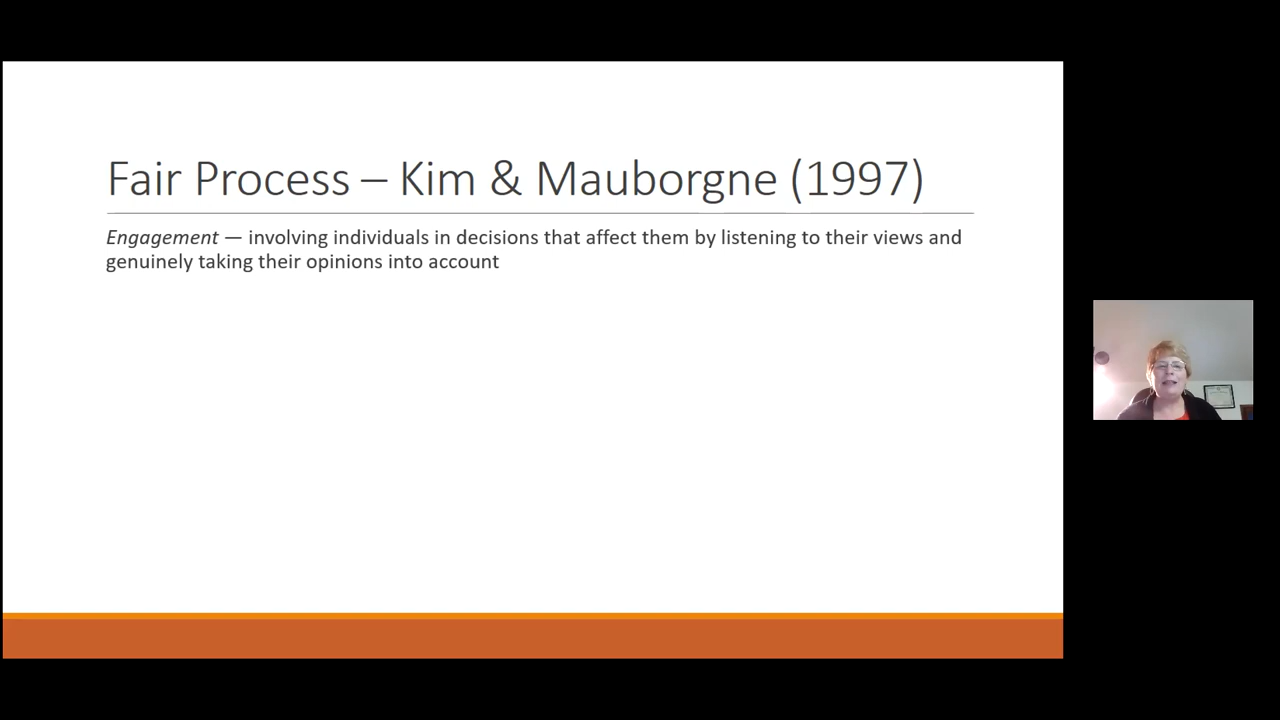 Fair Process – Kim & Mauborgne (1997)
Engagement — involving individuals in decisions that affect them by listening to their views and
genuinely taking their opinions into account